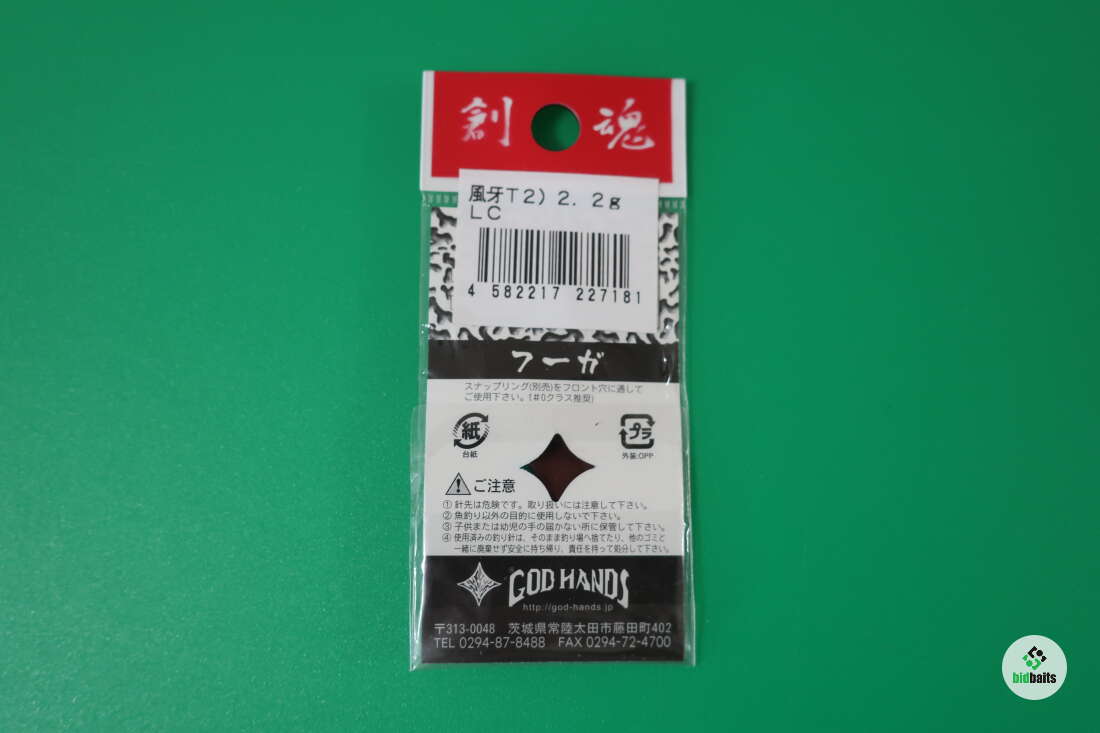 創 魂
風牙T2) 2. 2g
LC
4 582217 227181
フーガ
スナップリング(別売)をフロント穴に通して
ご使用下さい。(#0クラス推奨)
紙
台紙
プラ
外装:OPP
ご注意
① 針先は危険です。取り扱いには注意して下さい。
② 魚釣り以外の目的に使用しないで下さい。
③ 子供または幼児の手の届かない所に保管して下さい。
④ 使用済みの釣り針は、そのまま釣り場へ捨てたり、他のゴミと
一緒に廃棄せず安全に持ち帰り、責任を持って処分して下さい。
GOD HANDS
http://god-hands.jp
〒313-0048 茨城県常陸太田市藤田町402
TEL 0294-87-8488 FAX 0294-72-4700
bidbaits